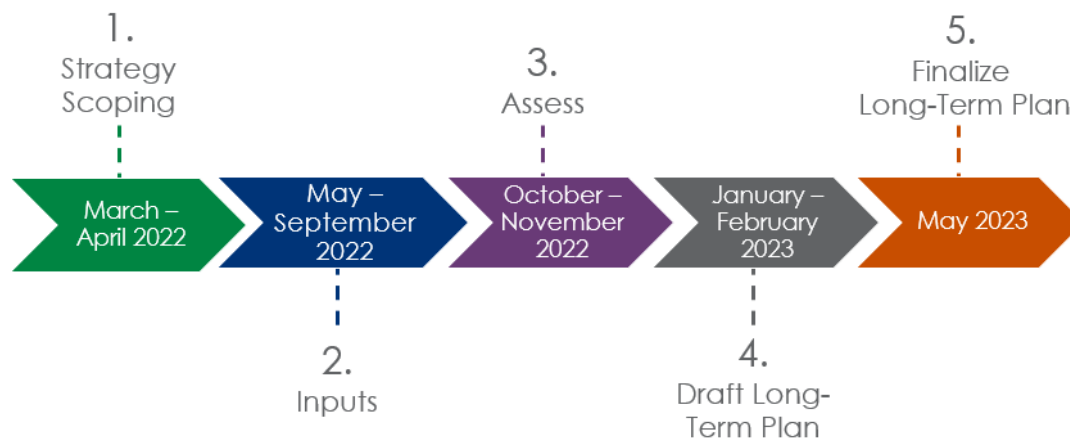 1.
Strategy
Scoping
March –
April 2022
May –
September
2022
2.
Inputs
3.
Assess
October –
November
2022
January –
February
2023
4.
Draft Long-
Term Plan
5.
Finalize
Long-Term Plan
May 2023